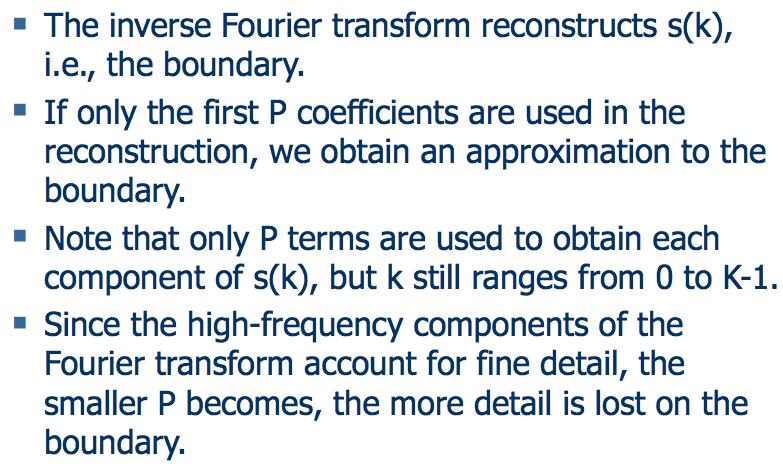 ▪ The inverse Fourier transform reconstructs s(k),
i.e., the boundary.
▪ If only the first P coefficients are used in the
reconstruction, we obtain an approximation to the
boundary.
▪ Note that only P terms are used to obtain each
component of s(k), but k still ranges from 0 to K-1.
▪ Since the high-frequency components of the
Fourier transform account for fine detail, the
smaller P becomes, the more detail is lost on the
boundary.